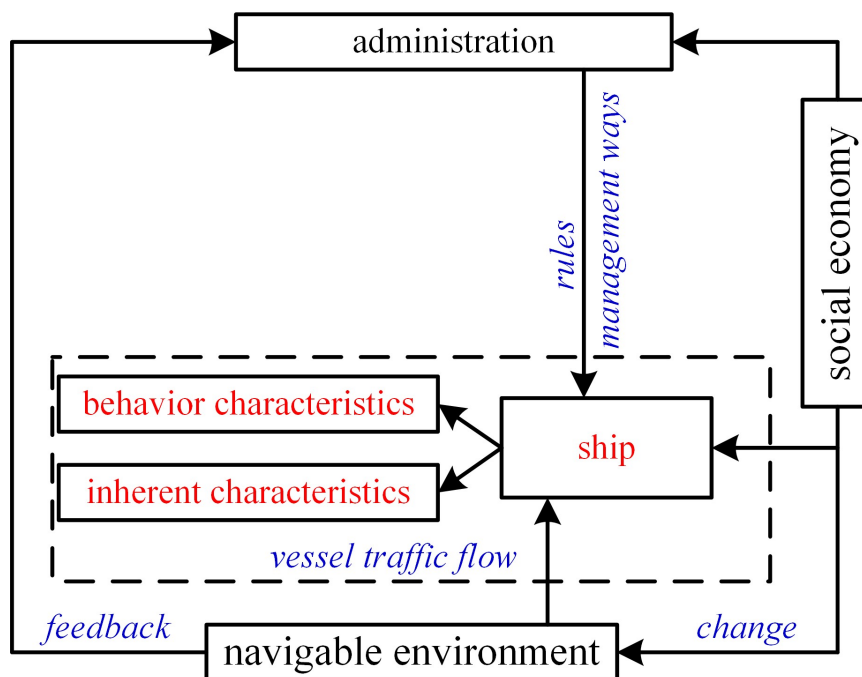 administration
rules
management ways
social economy
behavior characteristics
ship
inherent characteristics
vessel traffic flow
feedback
change
navigable environment